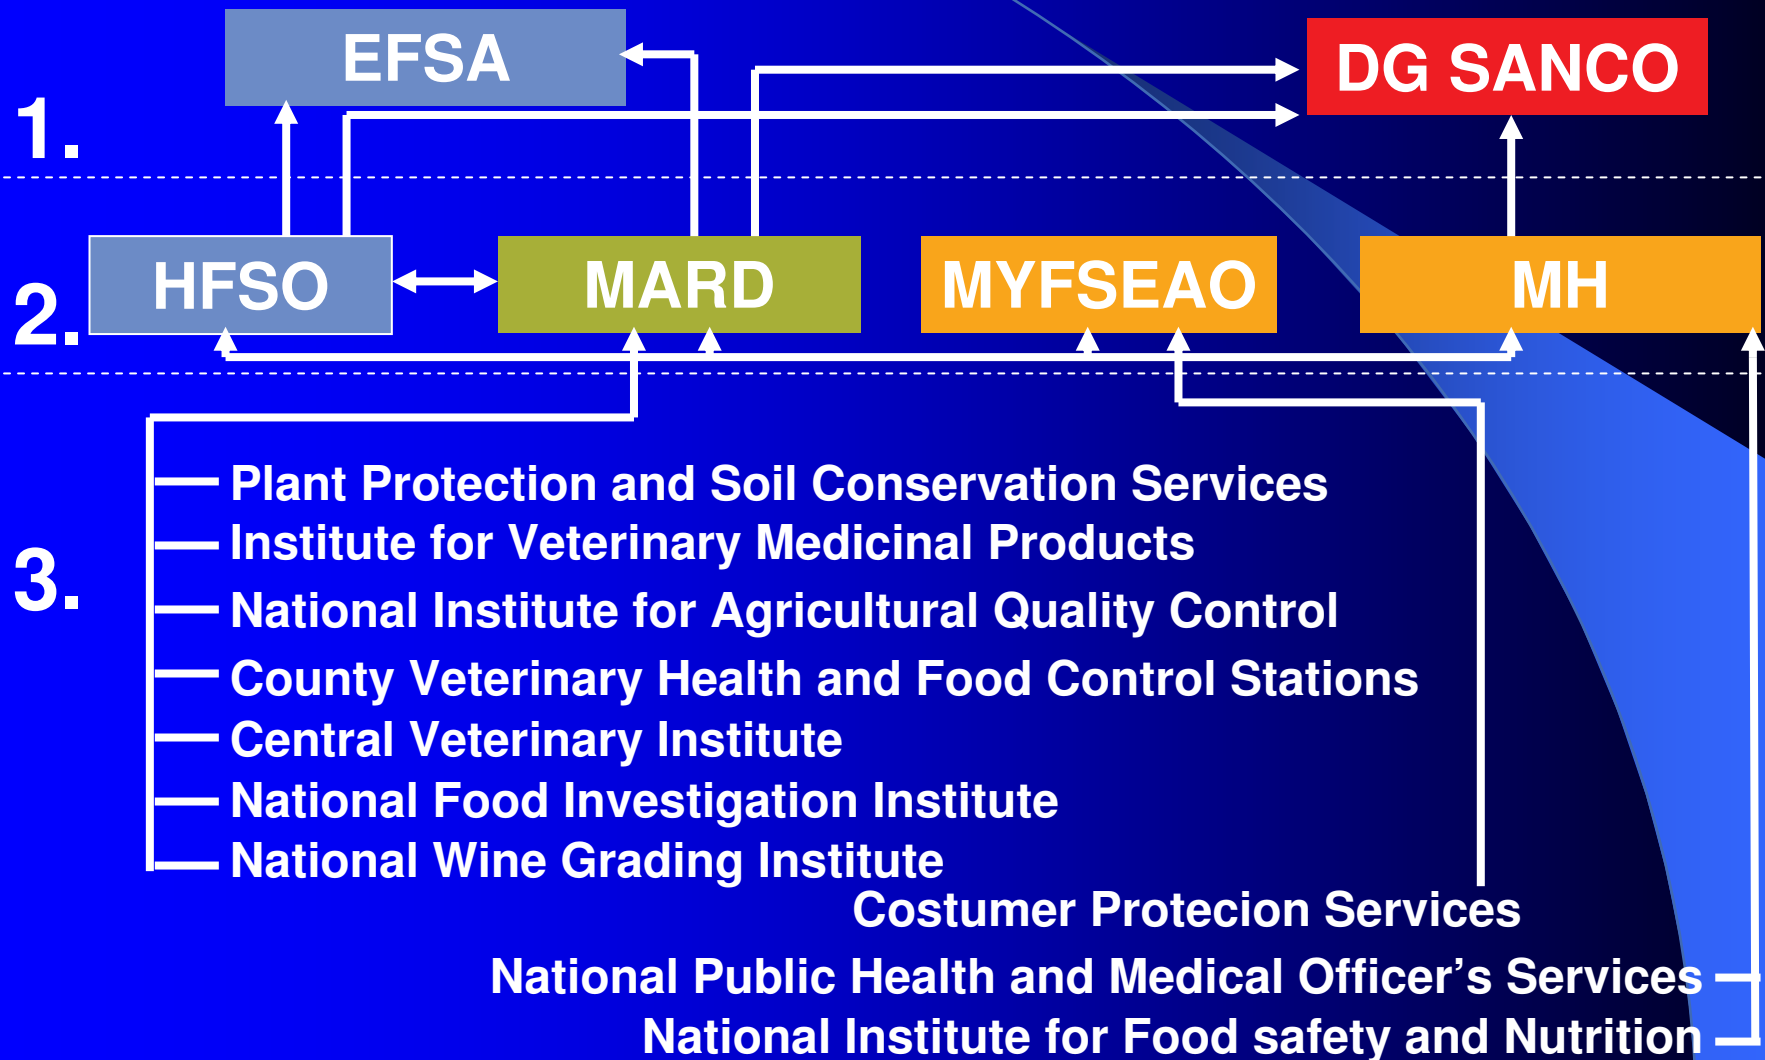 EFSA
DG SANCO
1.
HFSO
MARD
MYFSEAO
MH
2.
Plant Protection and Soil Conservation Services
Institute for Veterinary Medicinal Products
3.
National Institute for Agricultural Quality Control
County Veterinary Health and Food Control Stations
Central Veterinary Institute
National Food Investigation Institute
National Wine Grading Institute
Costumer Protecion Services
National Public Health and Medical Officer’s Services
National Institute for Food safety and Nutrition